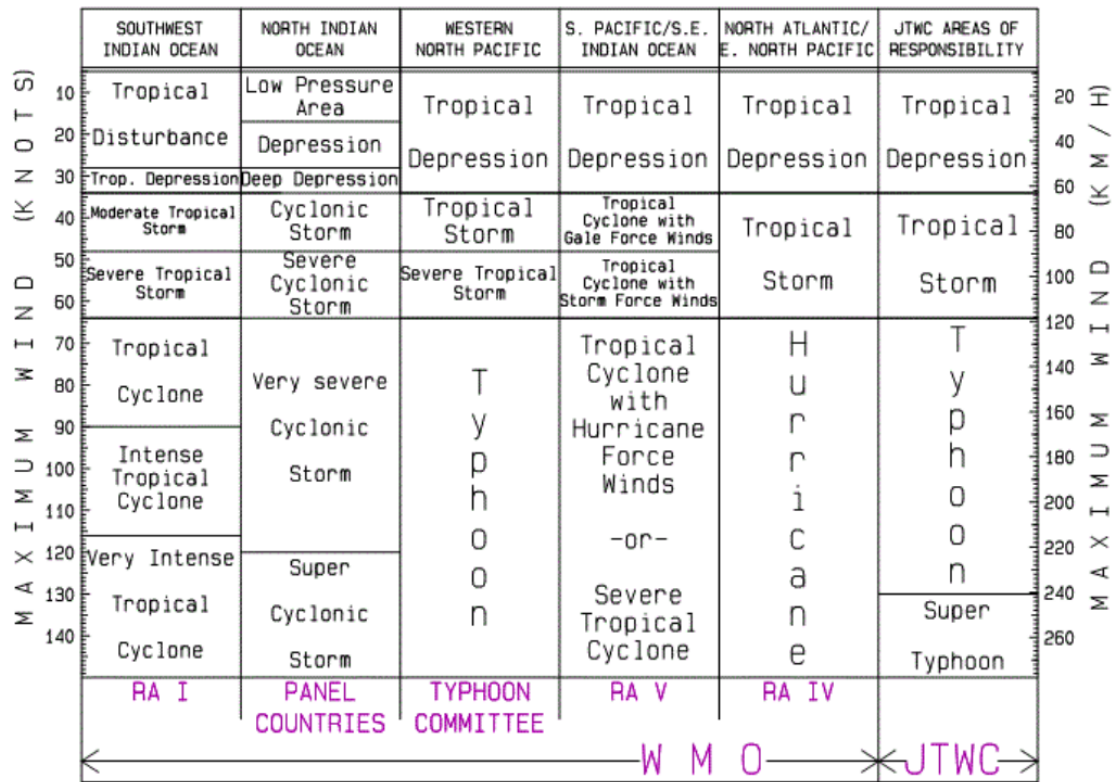 SOUTHWEST
INDIAN OCEAN
NORTH INDIAN
OCEAN
WESTERN
NORTH PACIFIC
S. PACIFIC/S.E.
INDIAN OCEAN
NORTH ATLANTIC/
E. NORTH PACIFIC
JTWC AREAS OF
RESPONSIBILITY
MAXIMUM WIND (KNOTS)
10
20
30
40
50
60
70
80
90
100
110
120
130
140
Tropical
Disturbance
Trop. Depression
Moderate Tropical
Storm
Severe Tropical
Storm
Tropical
Cyclone
Intense
Tropical
Cyclone
Very Intense
Tropical
Cyclone
RA I
Low Pressure
Area
Depression
Deep Depression
Cyclonic
Storm
Severe
Cyclonic
Storm
Very severe
Cyclonic
Storm
Super
Cyclonic
Storm
PANEL
COUNTRIES
Tropical
Depression
Tropical
Storm
Severe Tropical
Storm
Typhoon
TYPHOON
COMMITTEE
Tropical
Depression
Tropical
Cyclone with
Gale Force Winds
Tropical
Cyclone with
Storm Force Winds
Tropical
Cyclone
with
Hurricane
Force
Winds
-or-
Severe
Tropical
Cyclone
RA V
Tropical
Depression
Tropical
Storm
Hurricane
RA IV
Tropical
Depression
Tropical
Storm
Typhoon
Super
Typhoon
20
40
60
80
100
120
140
160
180
200
220
240
260
MAXIMUM WIND (KM/H)
WMO
JTWC